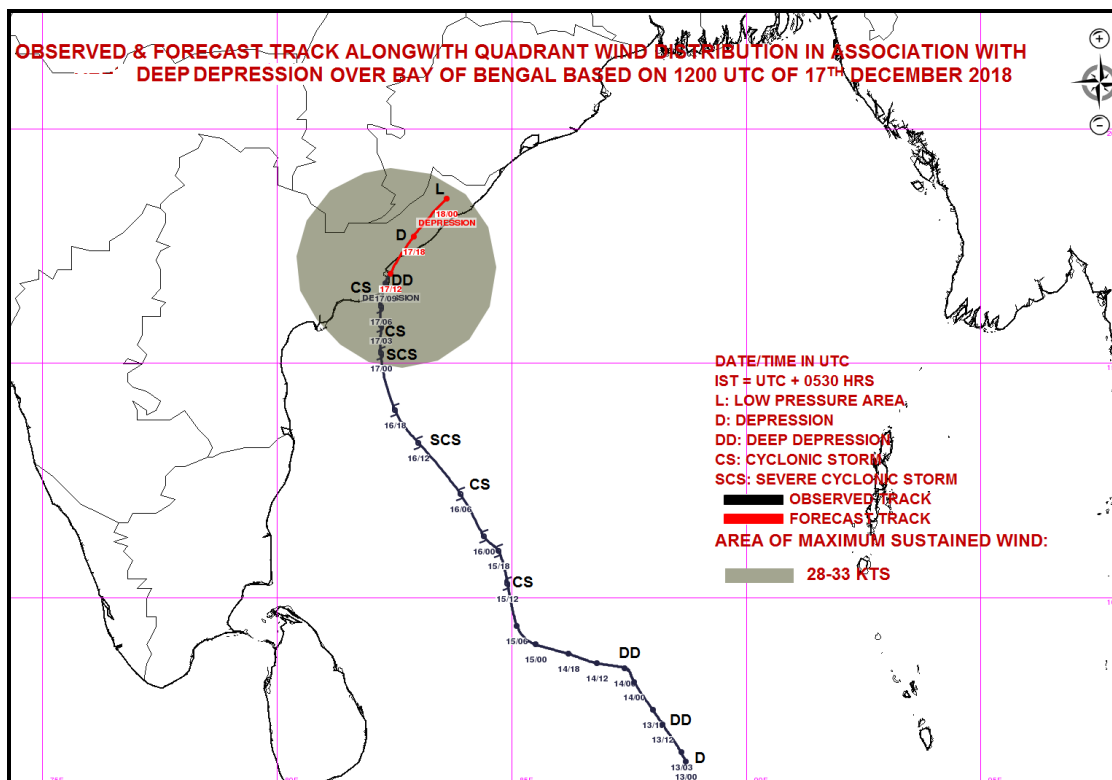 OBSERVED & FORECAST TRACK ALONGWITH QUADRANT WIND DISTRIBUTION IN ASSOCIATION WITH
DEEP DEPRESSION OVER BAY OF BENGAL BASED ON 1200 UTC OF 17TH DECEMBER 2018
L
18/00
DEPRESSION
D
17/18
DD
17/12
CS
17/09
17/06
CS
17/03
SCS
17/00
16/18
SCS
16/12
CS
16/06
16/00
15/18
CS
15/12
15/06
15/00
14/18
14/12
DD
14/00
DD
13/12
D
13/03
13/00
DATE/TIME IN UTC
IST = UTC + 0530 HRS
L: LOW PRESSURE AREA
D: DEPRESSION
DD: DEEP DEPRESSION
CS: CYCLONIC STORM
SCS: SEVERE CYCLONIC STORM
OBSERVED TRACK
FORECAST TRACK
AREA OF MAXIMUM SUSTAINED WIND:
28-33 KTS